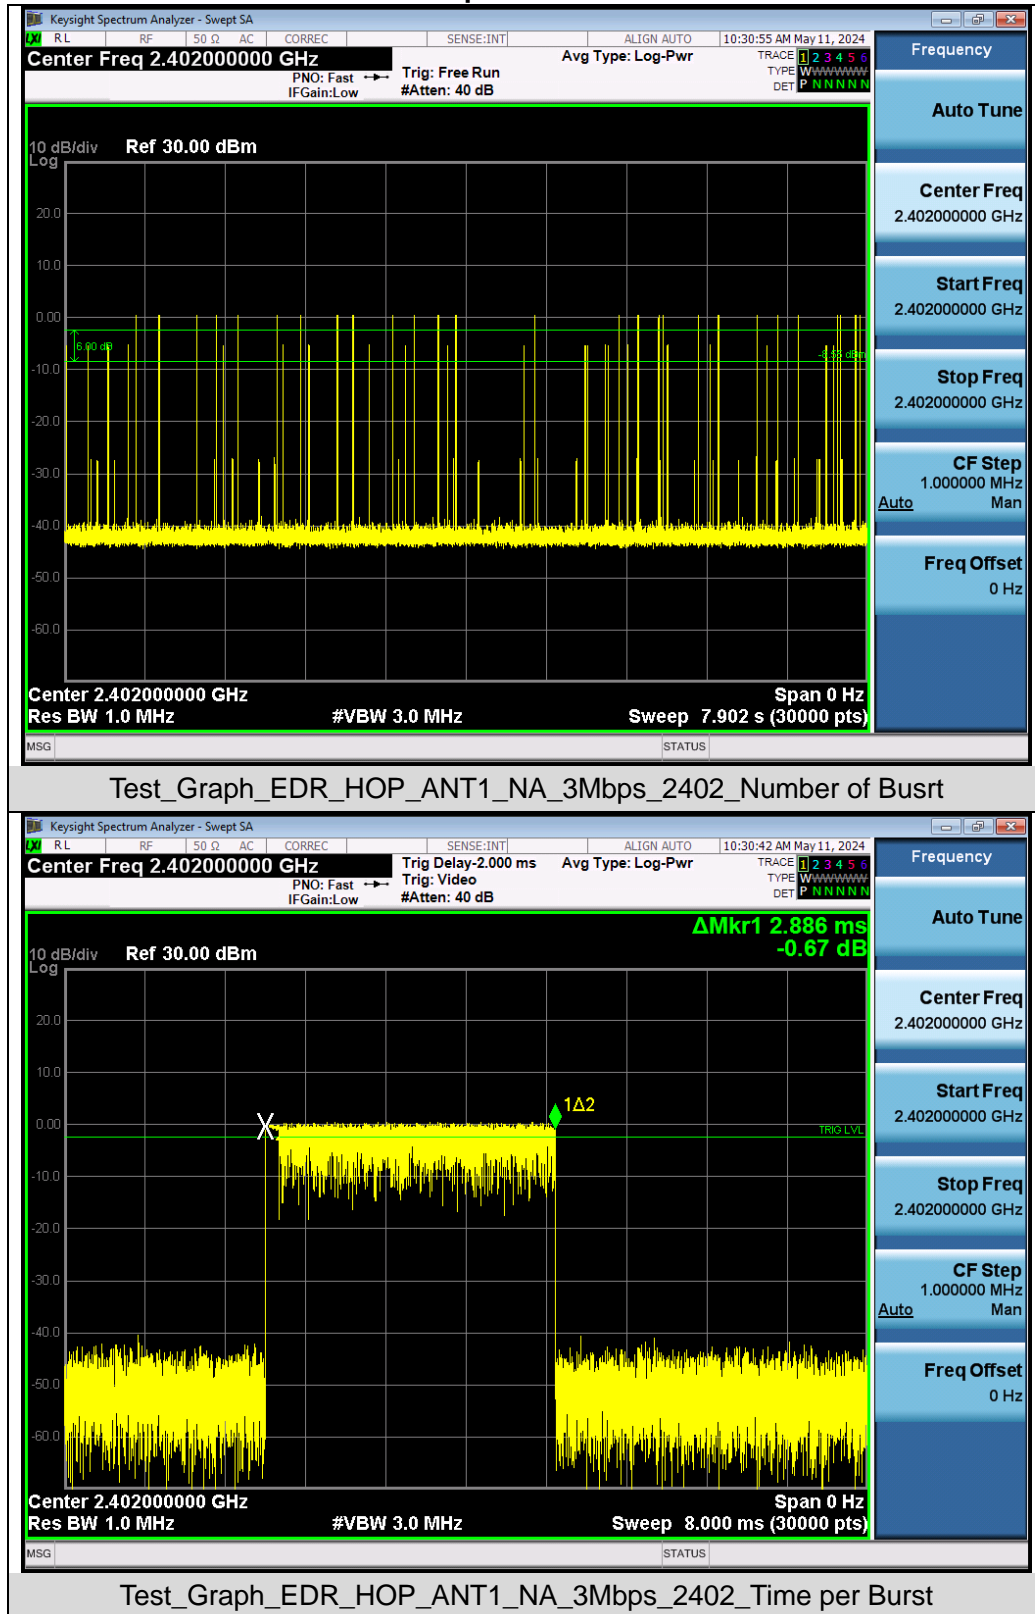 Keysight Spectrum Analyzer - Swept SA
LXI RL RF 50 Ω AC CORREC SENSE:INT ALIGN AUTO 10:30:55 AM May 11, 2024
Center Freq 2.402000000 GHz
PNO: Fast
IFGain:Low
Trig: Free Run
#Atten: 40 dB
Avg Type: Log-Pwr
TRACE 1 2 3 4 5 6
TYPE WWWWWW
DET P N N N N N
Frequency
Auto Tune
Center Freq
2.402000000 GHz
Start Freq
2.402000000 GHz
Stop Freq
2.402000000 GHz
CF Step
1.000000 MHz
Auto Man
Freq Offset
0 Hz
10 dB/div Ref 30.00 dBm
Log
20.0
10.0
0.00
6.00 dB
-10.0
-20.0
-30.0
-40.0
-50.0
-60.0
Center 2.402000000 GHz Span 0 Hz
Res BW 1.0 MHz #VBW 3.0 MHz Sweep 7.902 s (30000 pts)
MSG STATUS
Test_Graph_EDR_HOP_ANT1_NA_3Mbps_2402_Number of Busrt
Keysight Spectrum Analyzer - Swept SA
LXI RL RF 50 Ω AC CORREC SENSE:INT ALIGN AUTO 10:30:42 AM May 11, 2024
Center Freq 2.402000000 GHz
PNO: Fast
IFGain:Low
Trig Delay-2.000 ms
Trig: Video
#Atten: 40 dB
Avg Type: Log-Pwr
TRACE 1 2 3 4 5 6
TYPE WWWWWW
DET P N N N N N
Frequency
Auto Tune
Center Freq
2.402000000 GHz
Start Freq
2.402000000 GHz
Stop Freq
2.402000000 GHz
CF Step
1.000000 MHz
Auto Man
Freq Offset
0 Hz
ΔMkr1 2.886 ms
-0.67 dB
10 dB/div Ref 30.00 dBm
Log
20.0
10.0
0.00
1Δ2
TRIG LVL
-10.0
-20.0
-30.0
-40.0
-50.0
-60.0
Center 2.402000000 GHz Span 0 Hz
Res BW 1.0 MHz #VBW 3.0 MHz Sweep 8.000 ms (30000 pts)
MSG STATUS
Test_Graph_EDR_HOP_ANT1_NA_3Mbps_2402_Time per Burst